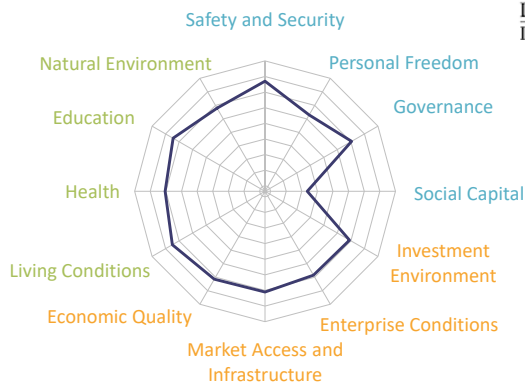 Safety and Security
Natural Environment
Personal Freedom
Education
Governance
Health
Social Capital
Investment
Environment
Living Conditions
Economic Quality
Enterprise Conditions
Market Access and
Infrastructure